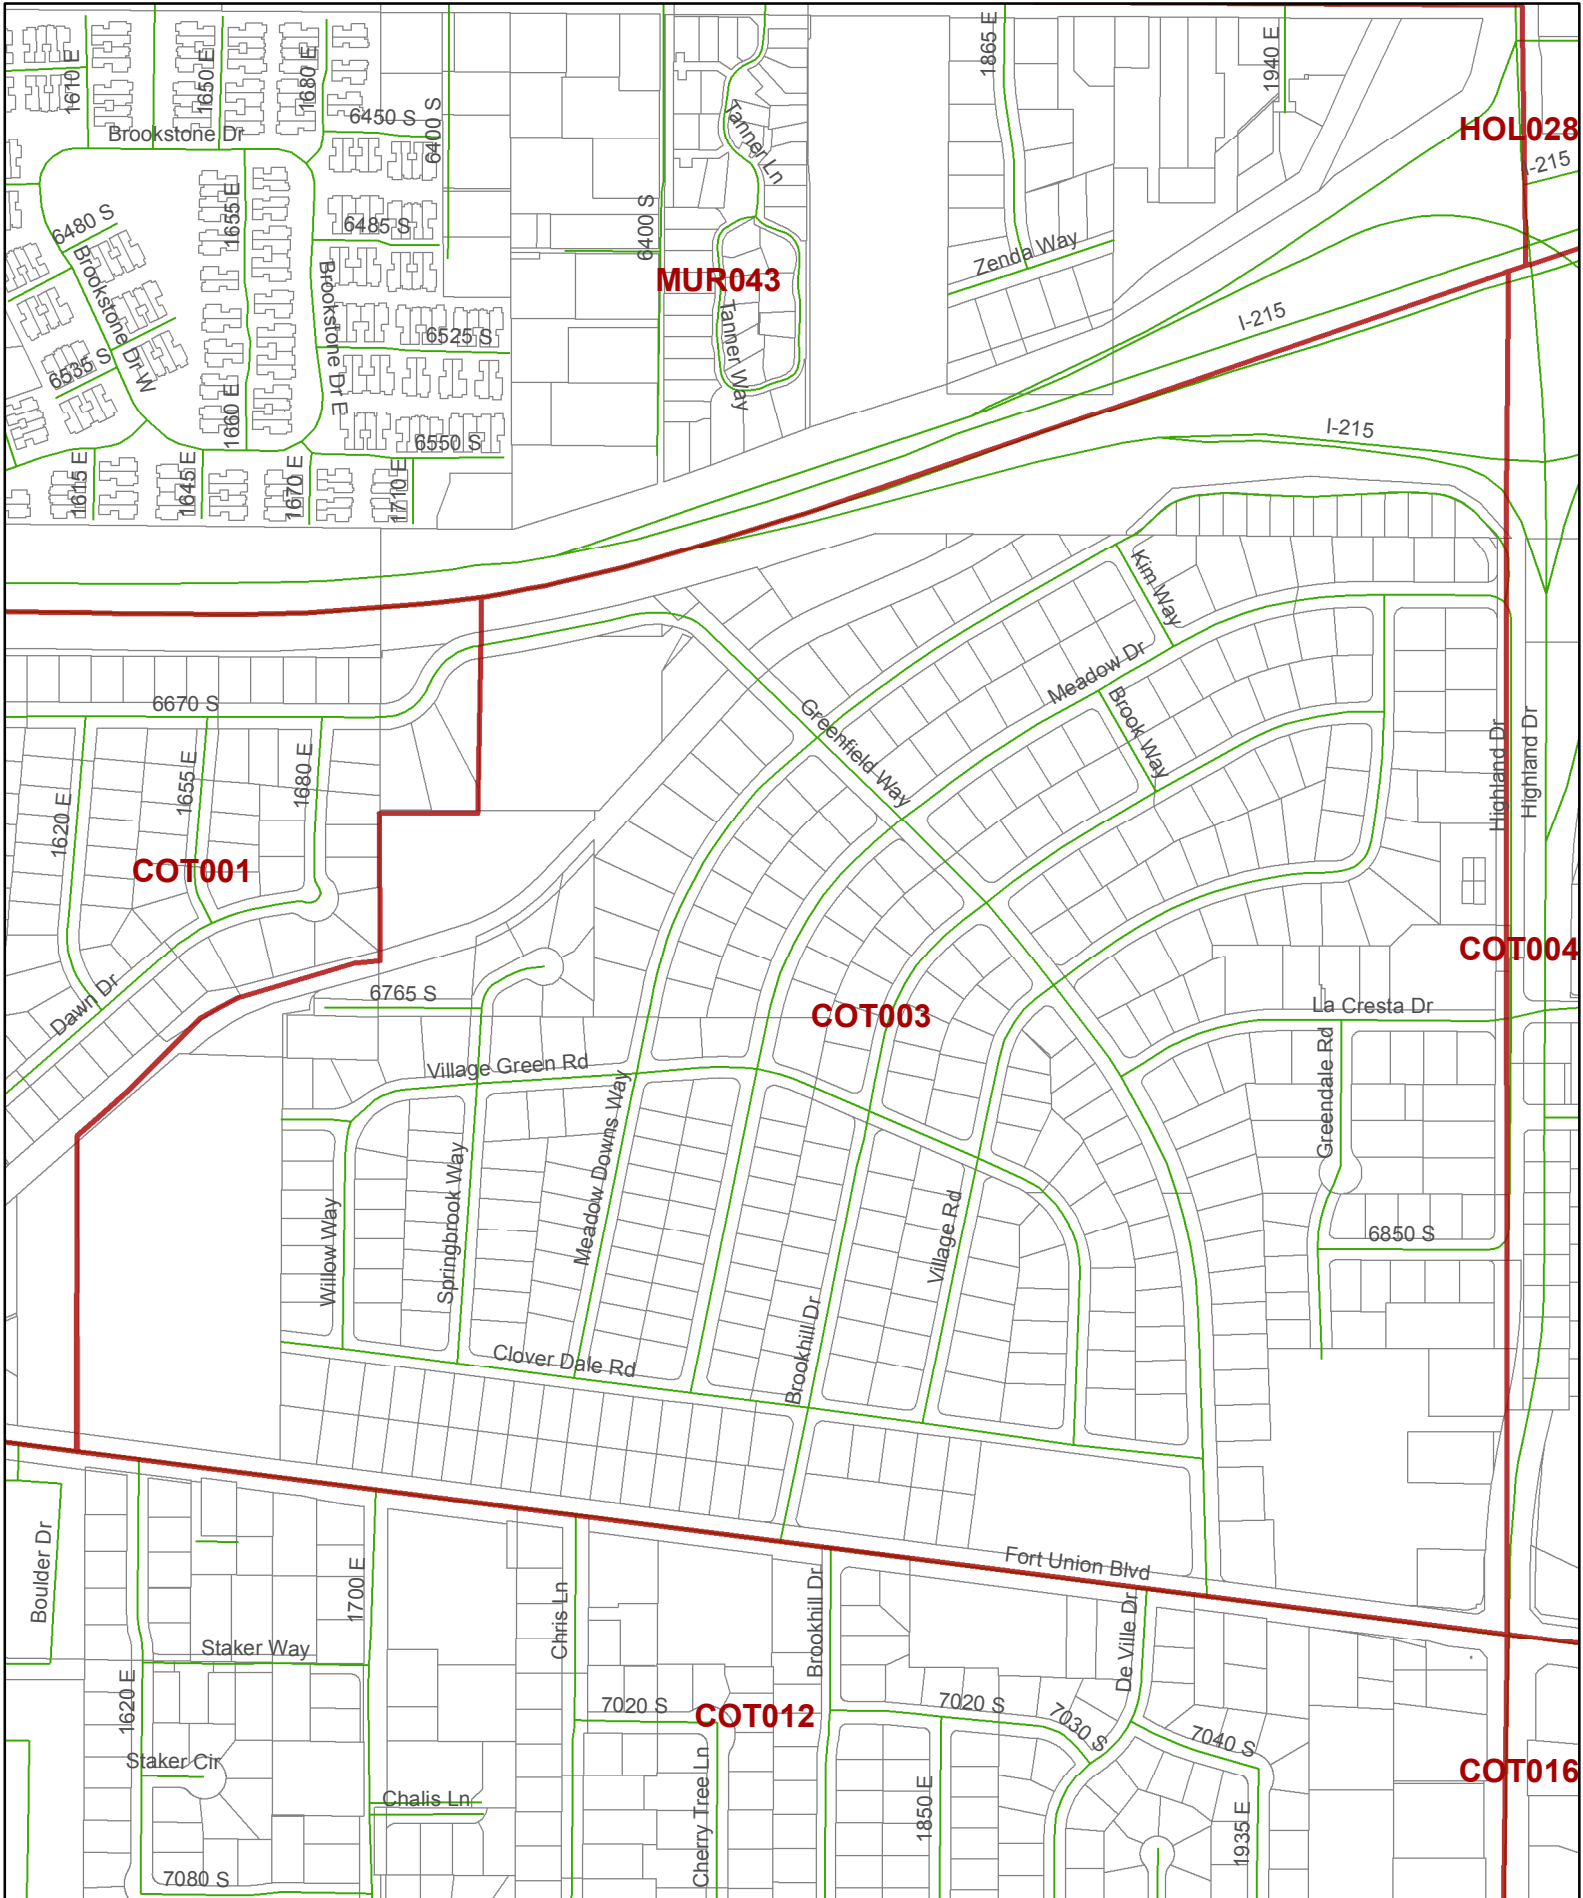 1610 E
1650 E
1680 E
6450 S
6400 S
Brookstone Dr
Tanner Ln
1865 E
1940 E
HOL028
I-215
6480 S
1655 E
6485 S
6400 S
Zenda Way
MUR043
Brookstone Dr W
Brookstone Dr E
Tanner Way
6525 S
I-215
6535 S
1660 E
6550 S
I-215
1615 E
1645 E
1670 E
1710 E
Kim Way
Meadow Dr
6670 S
Greenfield Way
Brook Way
Highland Dr
Highland Dr
1620 E
1655 E
1680 E
COT001
COT004
Dawn Dr
6765 S
COT003
La Cresta Dr
Village Green Rd
Greendale Rd
Meadow Downs Way
Willow Way
Springbrook Way
Village Rd
6850 S
Brookhill Dr
Clover Dale Rd
Fort Union Blvd
Boulder Dr
1700 E
Chris Ln
Brookhill Dr
De Ville Dr
Staker Way
1620 E
7020 S
COT012
7020 S
7030 S
7040 S
Staker Cir
COT016
Chalis Ln
Cherry Tree Ln
1850 E
1935 E
7080 S